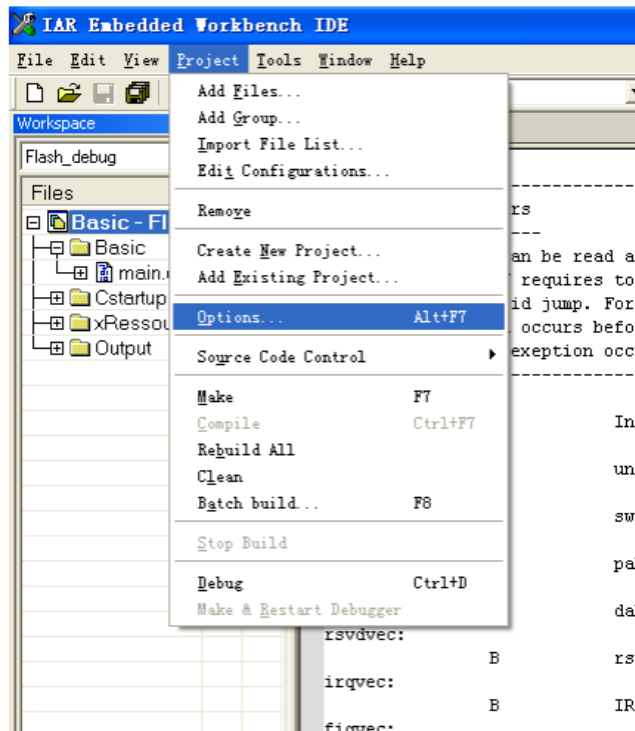 IAR Embedded Workbench IDE
File Edit View Project Tools Window Help
Workspace
Flash_debug
Files
Basic - Fl
Basic
main.
Cstartup
xRessou
Output
Add Files...
Add Group...
Import File List...
Edit Configurations...
Remove
Create New Project...
Add Existing Project...
Options... Alt+F7
Source Code Control
Make F7
Compile Ctrl+F7
Rebuild All
Clean
Batch build... F8
Stop Build
Debug Ctrl+D
Make & Restart Debugger
rs
an be read a
requires to
id jump. For
occurs befo
exeption occ
In
un
sw
pa
da
rsvdvec:
B rs
irqvec:
B IR
fiqvec: